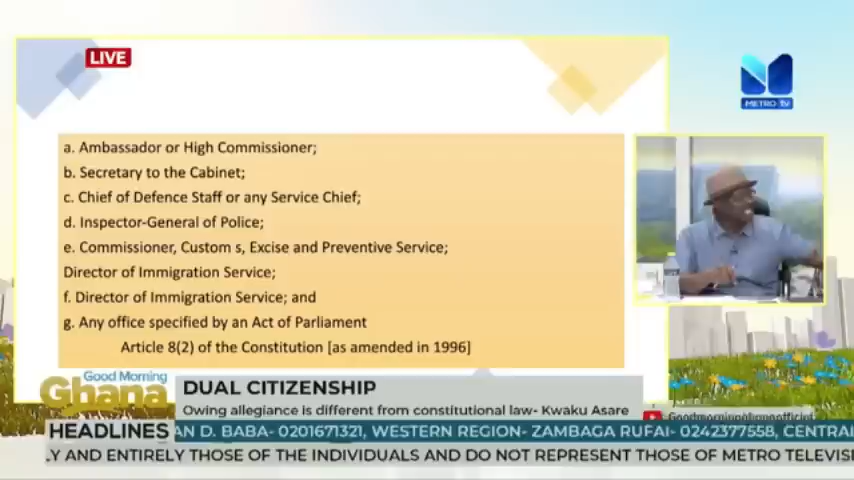 LIVE
METRO TV
a. Ambassador or High Commissioner;
b. Secretary to the Cabinet;
c. Chief of Defence Staff or any Service Chief;
d. Inspector-General of Police;
e. Commissioner, Custom s, Excise and Preventive Service;
Director of Immigration Service;
f. Director of Immigration Service; and
g. Any office specified by an Act of Parliament
Article 8(2) of the Constitution [as amended in 1996]
Good Morning
Ghana
DUAL CITIZENSHIP
Owing allegiance is different from constitutional law- Kwaku Asare
HEADLINES
AN D. BABA- 0201671321, WESTERN REGION- ZAMBAGA RUFAI- 0242377558, CENTRAL
.Y AND ENTIRELY THOSE OF THE INDIVIDUALS AND DO NOT REPRESENT THOSE OF METRO TELEVISI